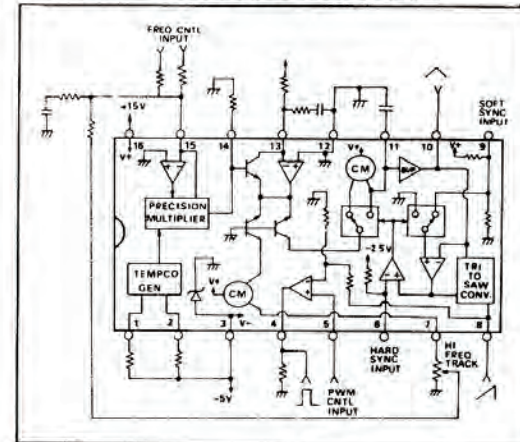 FREQ CNTL
INPUT
+15V
SOFT
SYNC
INPUT
16 15 14 13 12 11 10 9
V+
V+
V+
CM
BUF
PRECISION
MULTIPLIER
-2.5V
TEMPCO
GEN
V+
CM
TRI
TO
SAW
CONV.
V-
1 2 3 4 5 6 7 8
-5V
PWM
CNTL
INPUT
HARD
SYNC
INPUT
HI
FREQ
TRACK